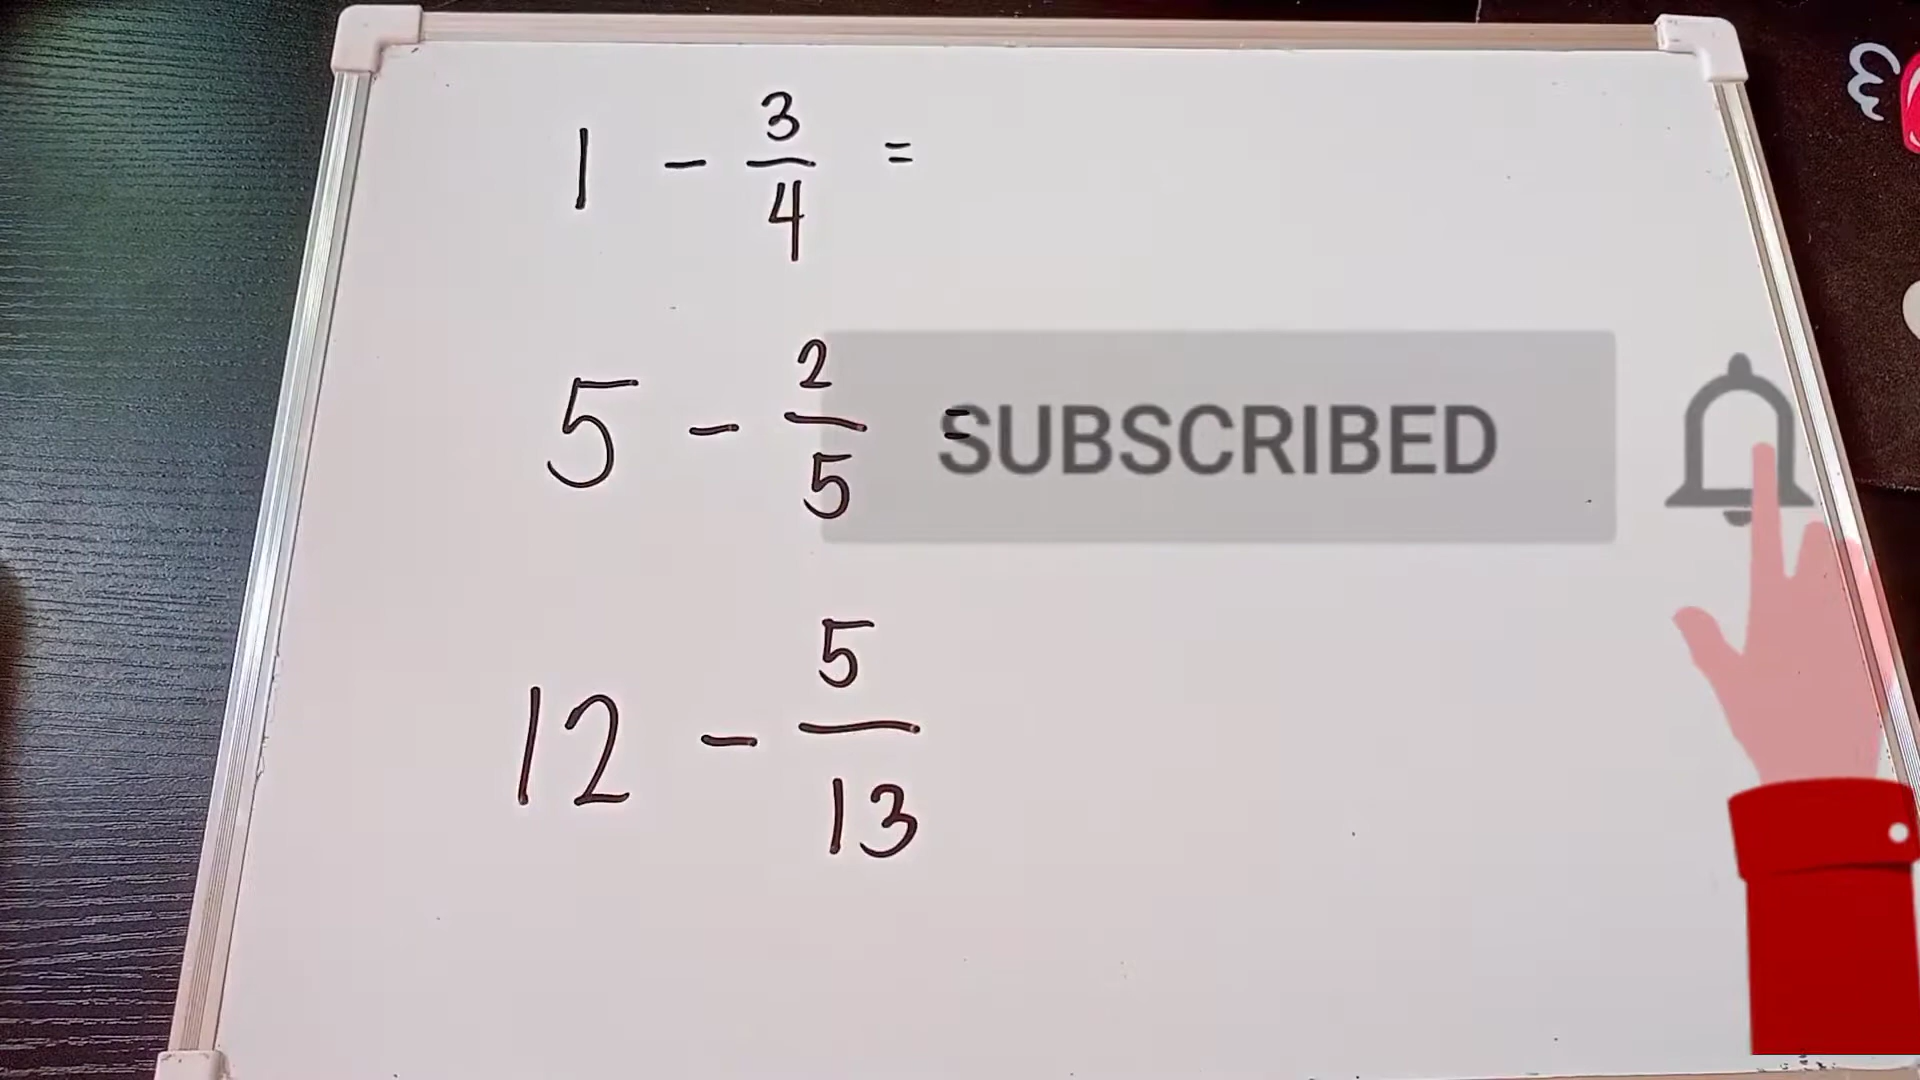 1 - 3/4 =
5 - 2/5 =
SUBSCRIBED
12 - 5/13